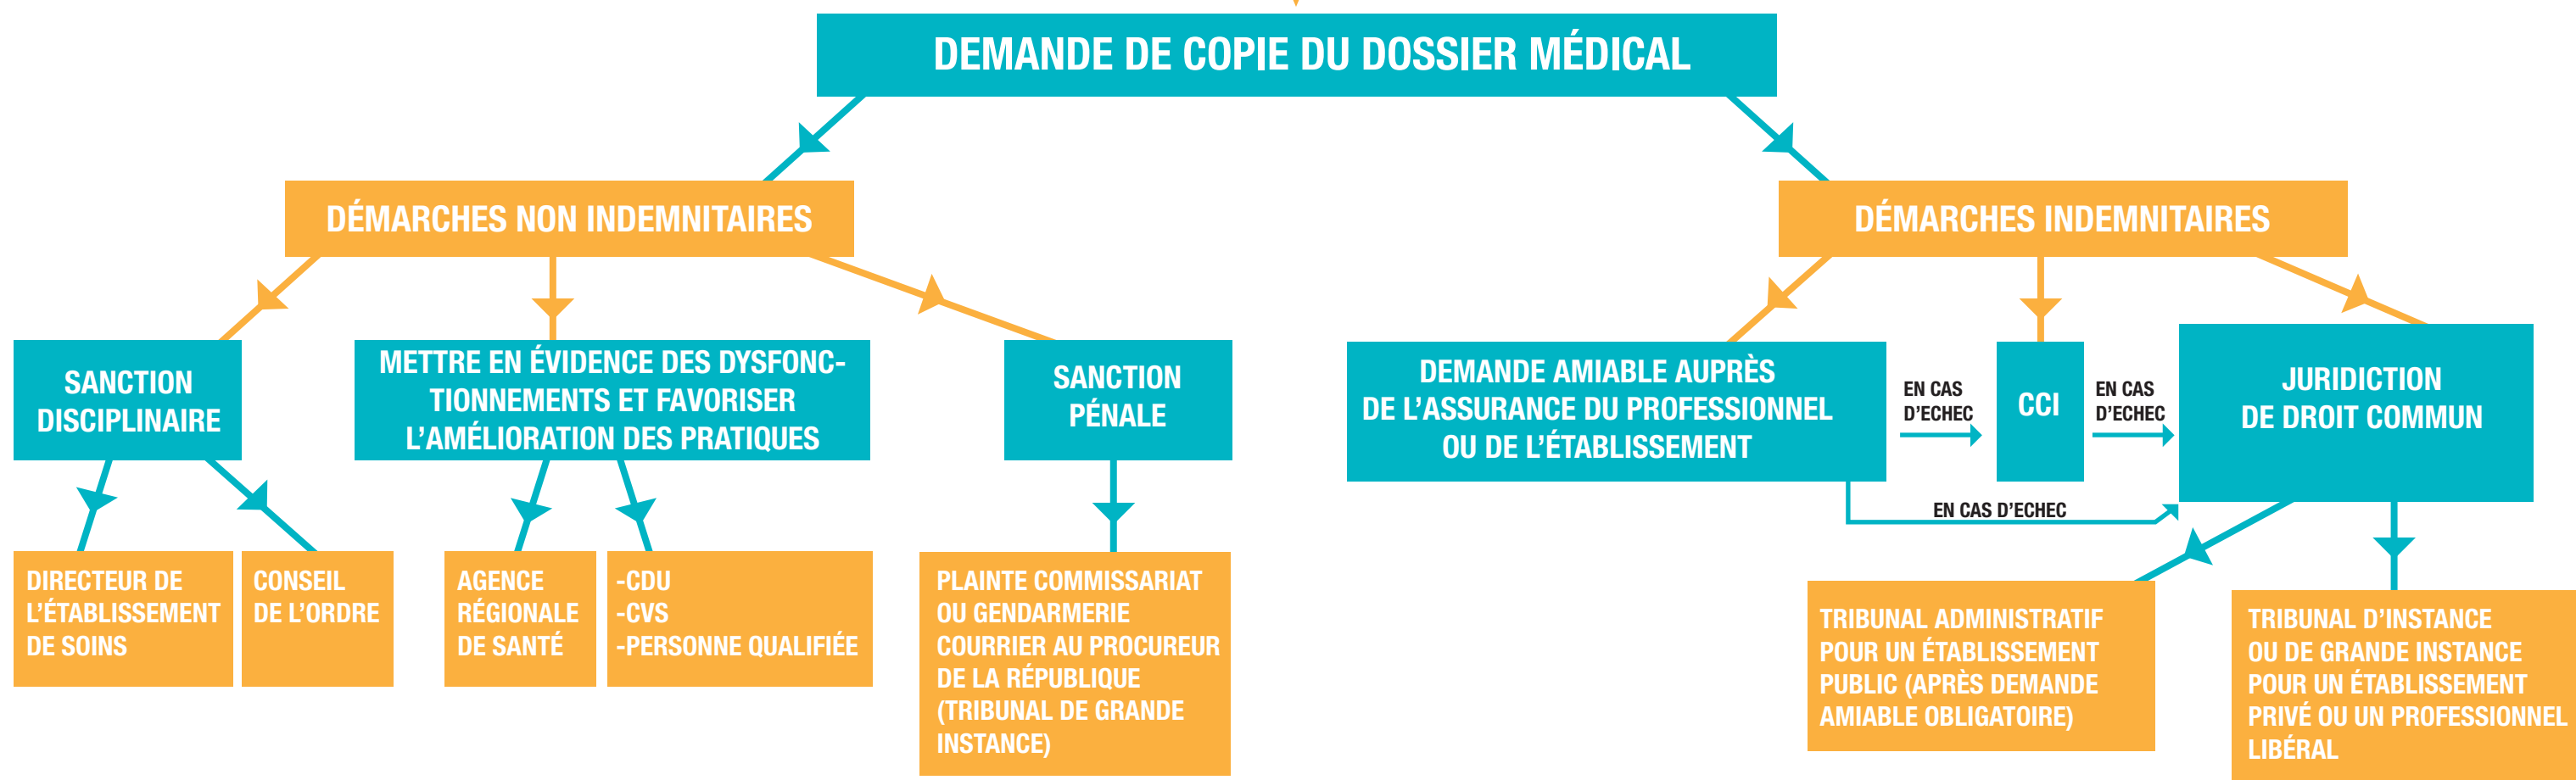 DEMANDE DE COPIE DU DOSSIER MÉDICAL
DÉMARCHES NON INDEMNITAIRES
DÉMARCHES INDEMNITAIRES
SANCTION
DISCIPLINAIRE
METTRE EN ÉVIDENCE DES DYSFONC-
TIONNEMENTS ET FAVORISER
L'AMÉLIORATION DES PRATIQUES
SANCTION
PÉNALE
DEMANDE AMIABLE AUPRÈS
DE L'ASSURANCE DU PROFESSIONNEL
OU DE L'ÉTABLISSEMENT
EN CAS
D'ECHEC
CCI
EN CAS
D'ECHEC
JURIDICTION
DE DROIT COMMUN
EN CAS D'ECHEC
DIRECTEUR DE
L'ÉTABLISSEMENT
DE SOINS
CONSEIL
DE L'ORDRE
AGENCE
RÉGIONALE
DE SANTÉ
-CDU
-CVS
-PERSONNE QUALIFIÉE
PLAINTE COMMISSARIAT
OU GENDARMERIE
COURRIER AU PROCUREUR
DE LA RÉPUBLIQUE
(TRIBUNAL DE GRANDE
INSTANCE)
TRIBUNAL ADMINISTRATIF
POUR UN ÉTABLISSEMENT
PUBLIC (APRÈS DEMANDE
AMIABLE OBLIGATOIRE)
TRIBUNAL D'INSTANCE
OU DE GRANDE INSTANCE
POUR UN ÉTABLISSEMENT
PRIVÉ OU UN PROFESSIONNEL
LIBÉRAL